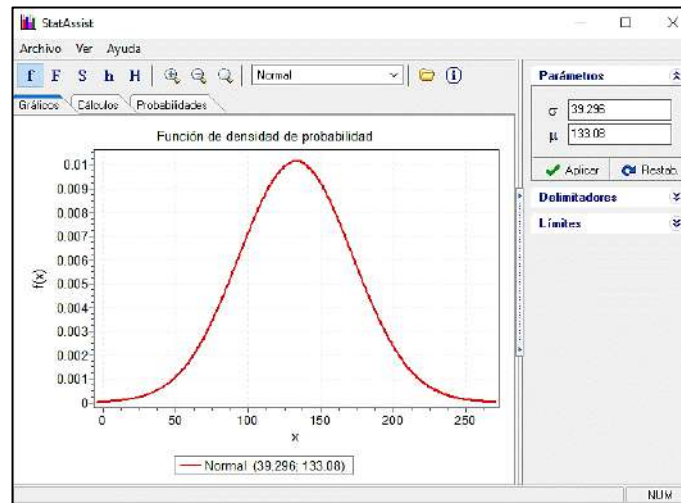 StatAssist
Archivo Ver Ayuda
f F S h H Normal
Gráficos Cálculos Probabilidades
Función de densidad de probabilidad
0.01
0.009
0.008
0.007
0.006
0.005
0.004
0.003
0.002
0.001
0
f(x)
0 50 100 150 200 250
x
Normal (39.296; 133.08)
Parámetros
σ 39.296
μ 133.08
Aplicar Restab.
Delimitadores
Límites
NUM